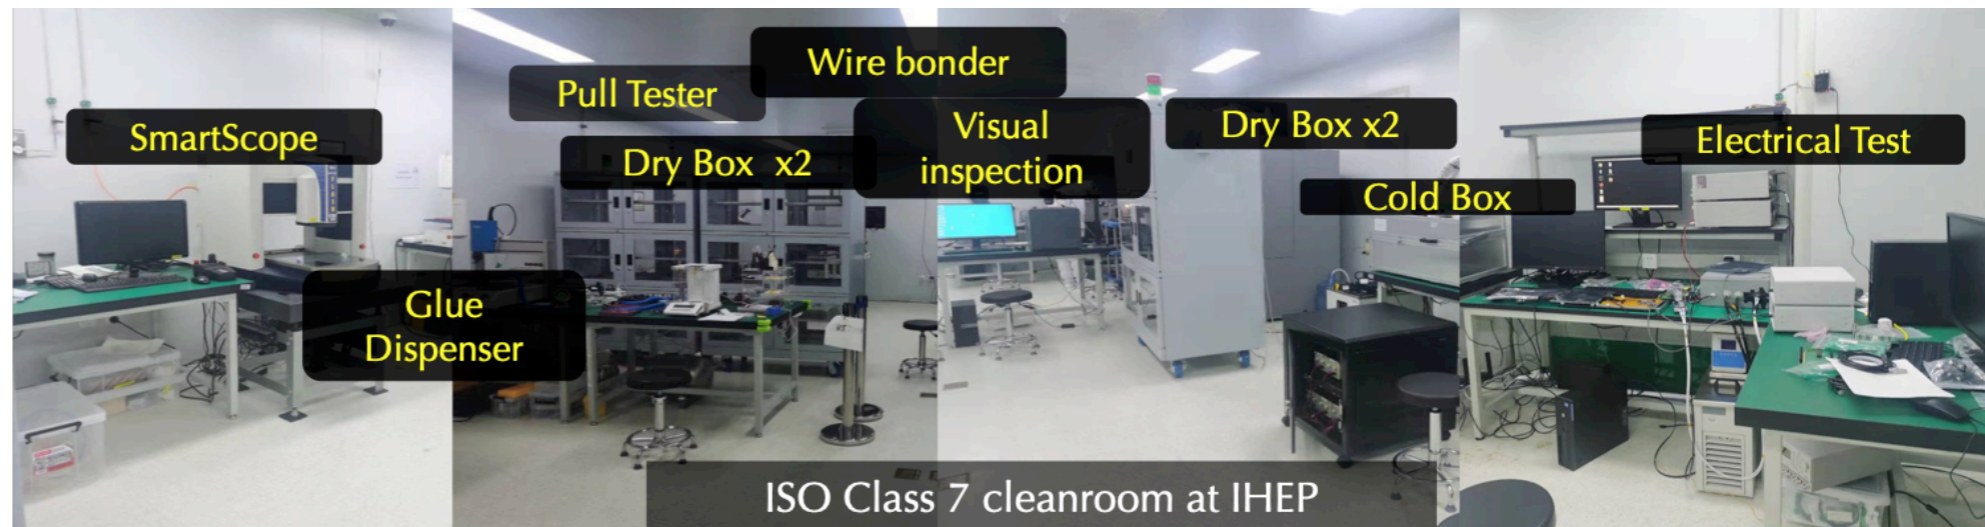 SmartScope
Glue
Dispenser
Pull Tester
Dry Box x2
Wire bonder
Visual
inspection
Dry Box x2
Cold Box
Electrical Test
ISO Class 7 cleanroom at IHEP